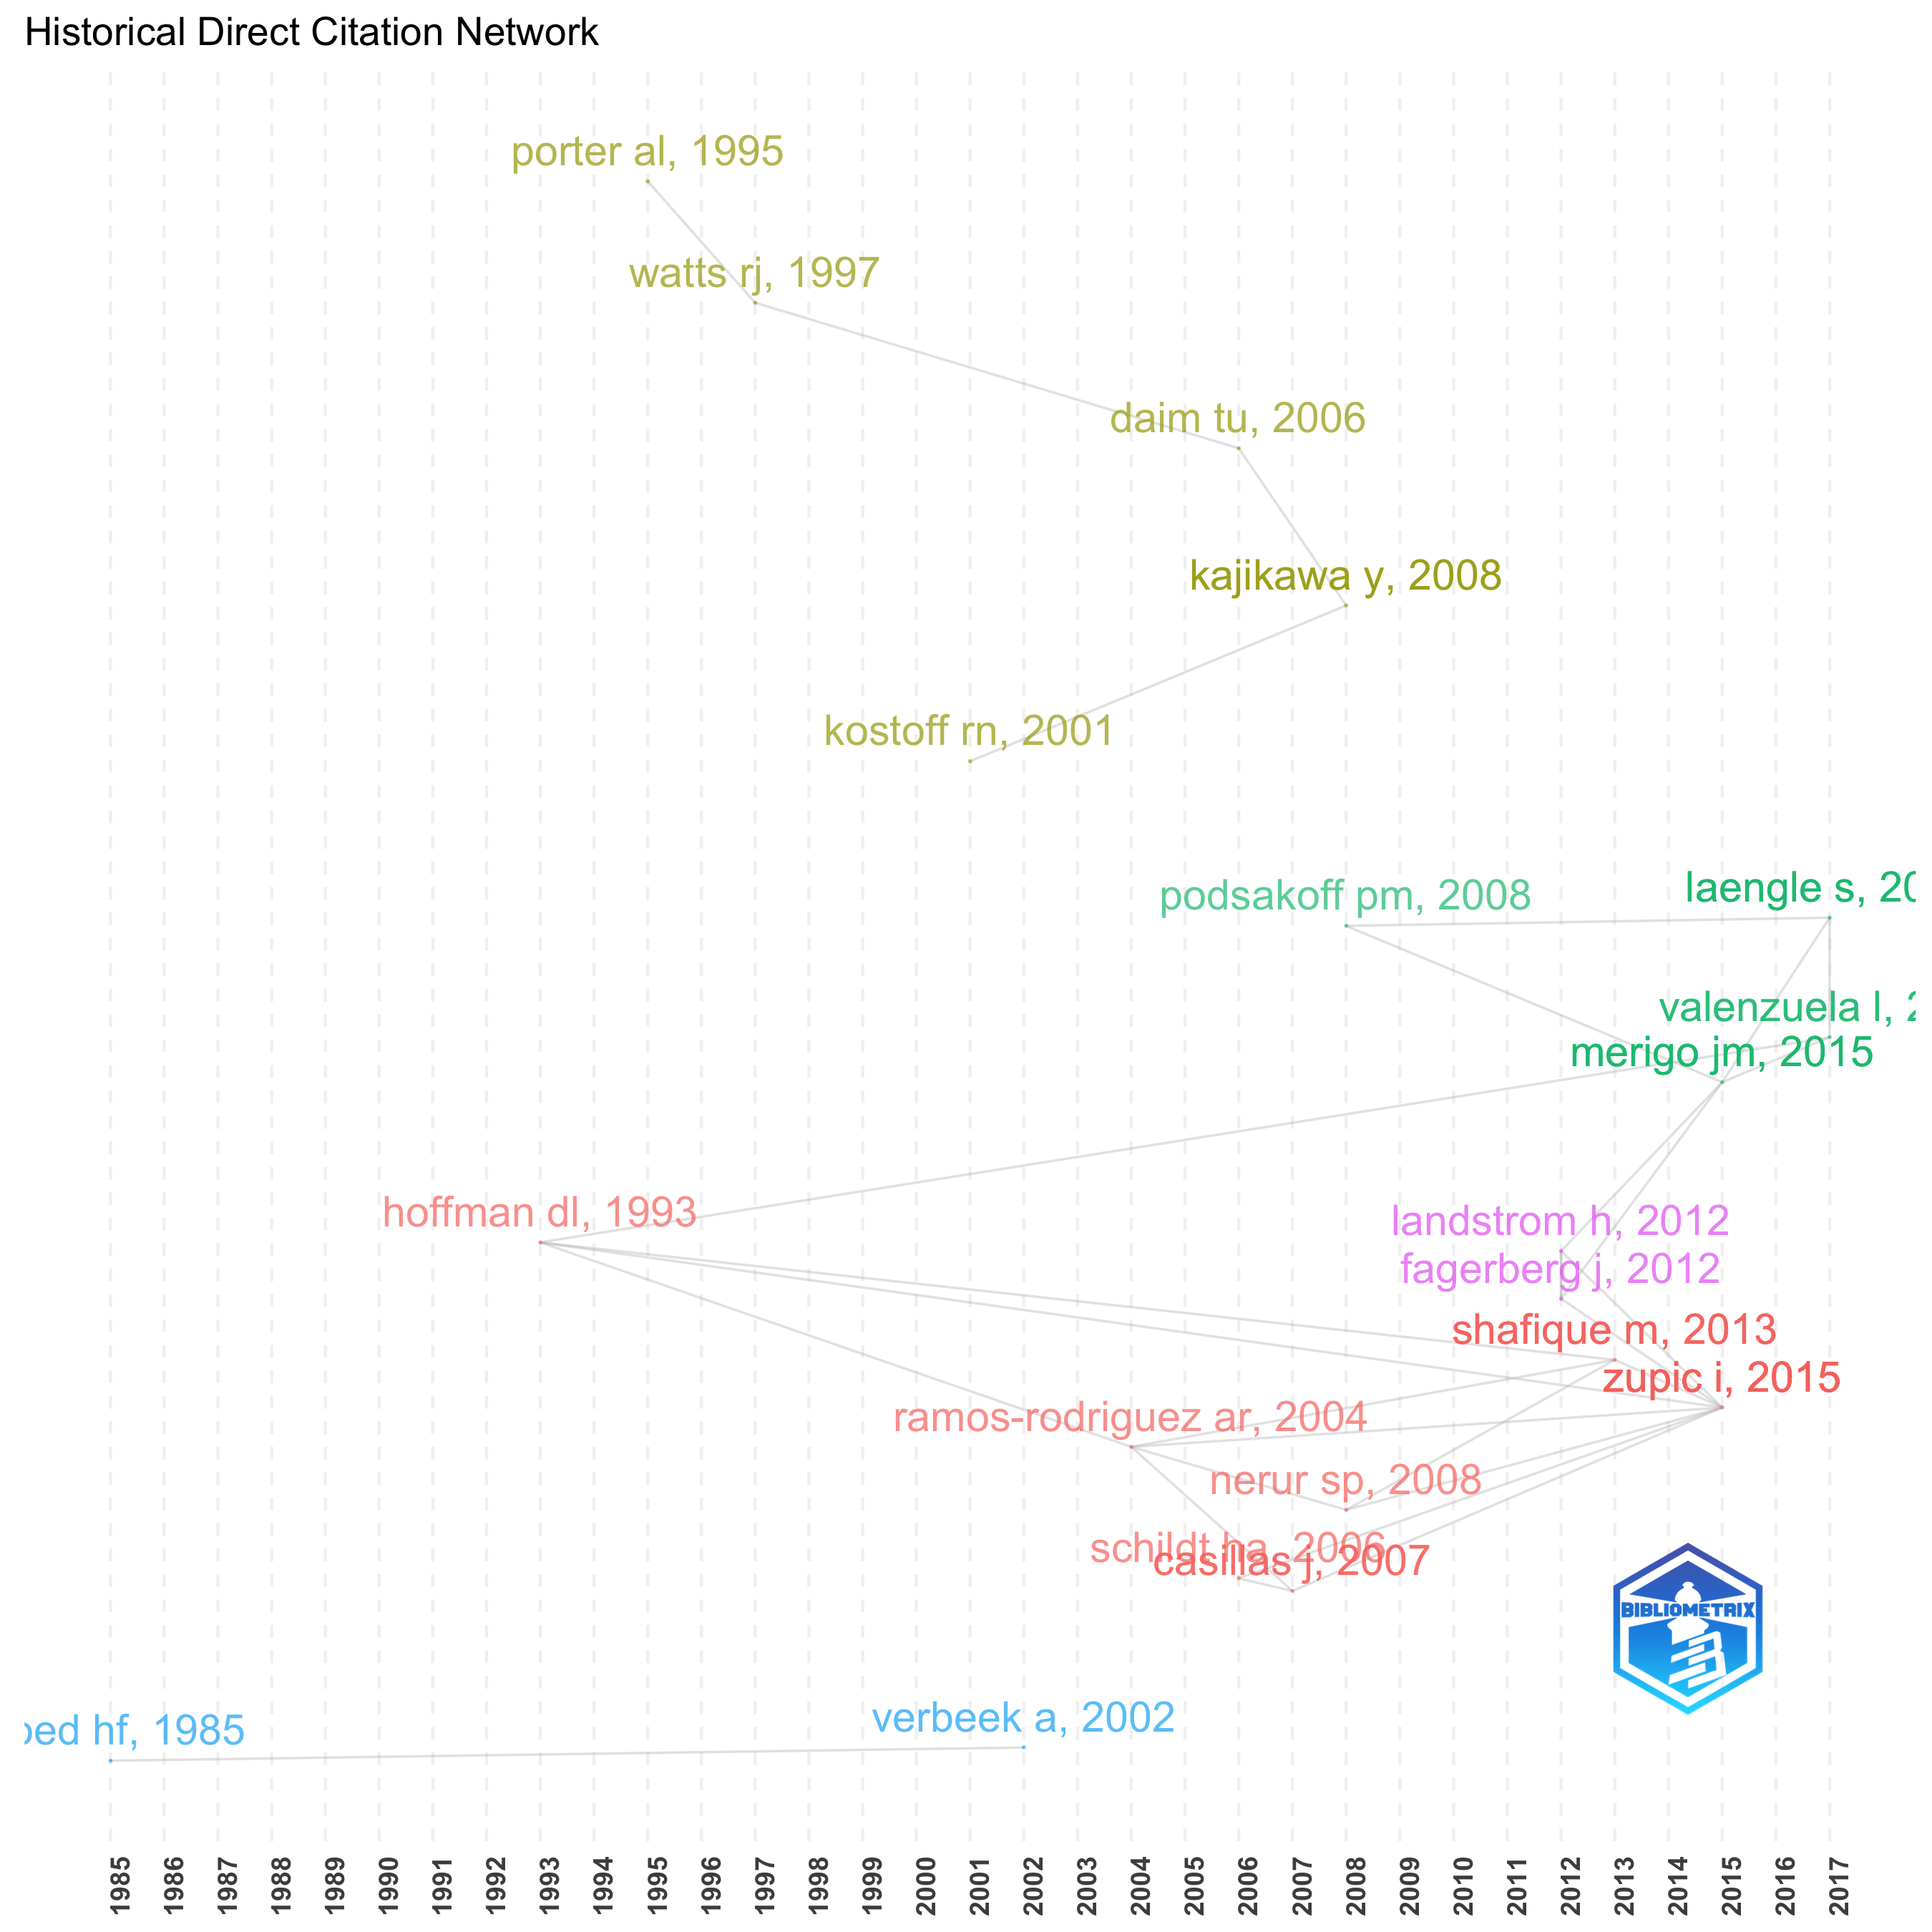 Historical Direct Citation Network
porter al, 1995
watts rj, 1997
daim tu, 2006
kajikawa y, 2008
kostoff rn, 2001
podsakoff pm, 2008
laengle s, 20
valenzuela l, 2
merigo jm, 2015
hoffman dl, 1993
landstrom h, 2012
fagerberg j, 2012
shafique m, 2013
zupic i, 2015
ramos-rodriguez ar, 2004
nerur sp, 2008
schildt ha, 2006
casillas j, 2007
BIBLIOMETRIX
verbeek a, 2002
oed hf, 1985
1985
1986
1987
1988
1989
1990
1991
1992
1993
1994
1995
1996
1997
1998
1999
2000
2001
2002
2003
2004
2005
2006
2007
2008
2009
2010
2011
2012
2013
2014
2015
2016
2017